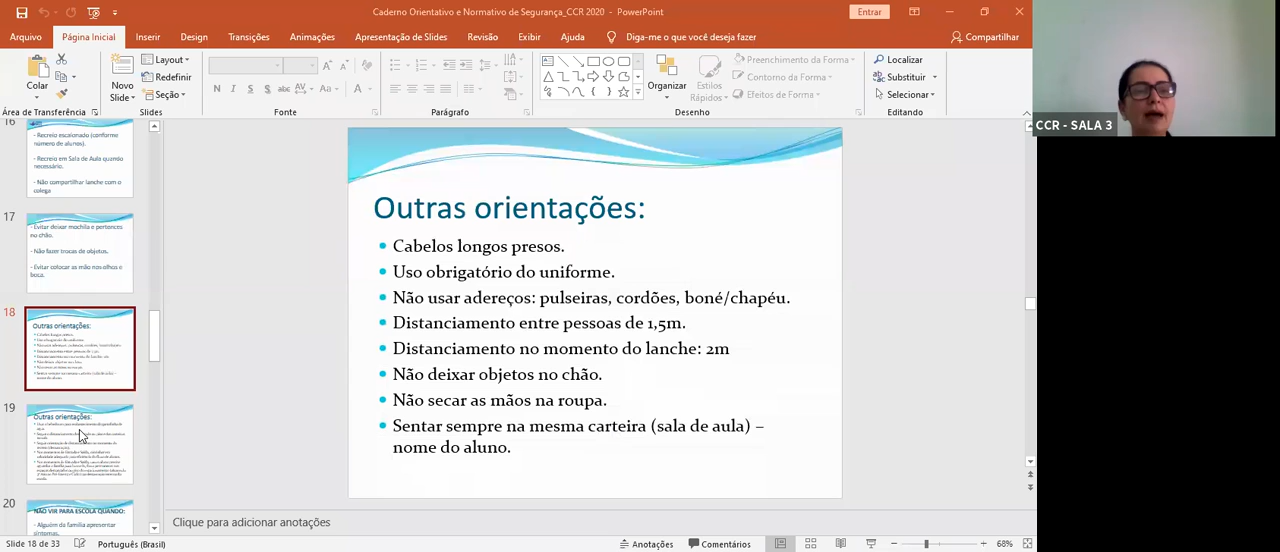 Caderno Orientativo e Normativo de Segurança_CCR 2020 - PowerPoint
Entrar
Arquivo Página Inicial Inserir Design Transições Animações Apresentação de Slides Revisão Exibir Ajuda Diga-me o que você deseja fazer Compartilhar
Colar
Área de Transferência
Novo
Slide
Layout
Redefinir
Seção
Slides
N I S S abc AV Aa A
Fonte
Parágrafo
Organizar
Estilos
Rápidos
Preenchimento da Forma
Contorno da Forma
Efeitos de Forma
Desenho
Localizar
Substituir
Selecionar
Editando
CCR - SALA 3
16
- Recreio escalonado (conforme
número de alunos).
- Recreio em Sala de Aula quando
necessário.
- Não compartilhar lanche com o
colega
17
- Evitar deixar mochila e pertences
no chão.
- Não fazer trocas de objetos.
- Evitar colocar as mão nos olhos e
boca.
18
Outras orientações:
19
Outras orientações:
20
NÃO VIR PARA ESCOLA QUANDO:
- Alguém da família apresentar
sintomas.
Outras orientações:
Cabelos longos presos.
Uso obrigatório do uniforme.
Não usar adereços: pulseiras, cordões, boné/chapéu.
Distanciamento entre pessoas de 1,5m.
Distanciamento no momento do lanche: 2m
Não deixar objetos no chão.
Não secar as mãos na roupa.
Sentar sempre na mesma carteira (sala de aula) –
nome do aluno.
Clique para adicionar anotações
Slide 18 de 33 Português (Brasil) Anotações Comentários 68%